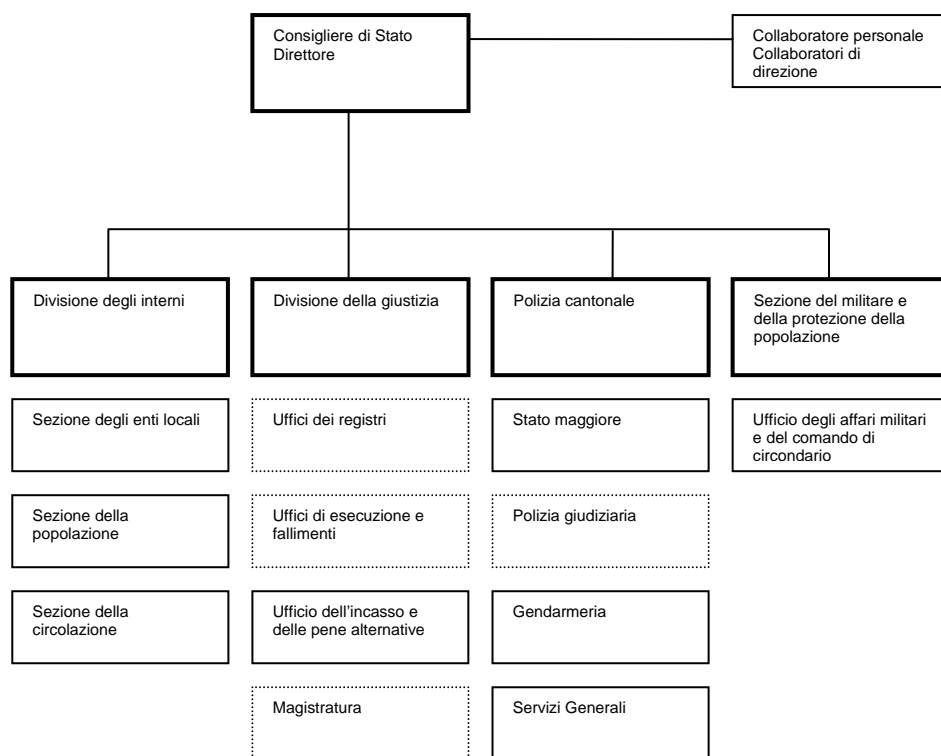 Consigliere di Stato
Direttore
Collaboratore personale
Collaboratori di
direzione
Divisione degli interni
Divisione della giustizia
Polizia cantonale
Sezione del militare e
della protezione della
popolazione
Sezione degli enti locali
Uffici dei registri
Stato maggiore
Ufficio degli affari militari
e del comando di
circondario
Sezione della
popolazione
Uffici di esecuzione e
fallimenti
Polizia giudiziaria
Sezione della
circolazione
Ufficio dell'incasso e
delle pene alternative
Gendarmeria
Magistratura
Servizi Generali